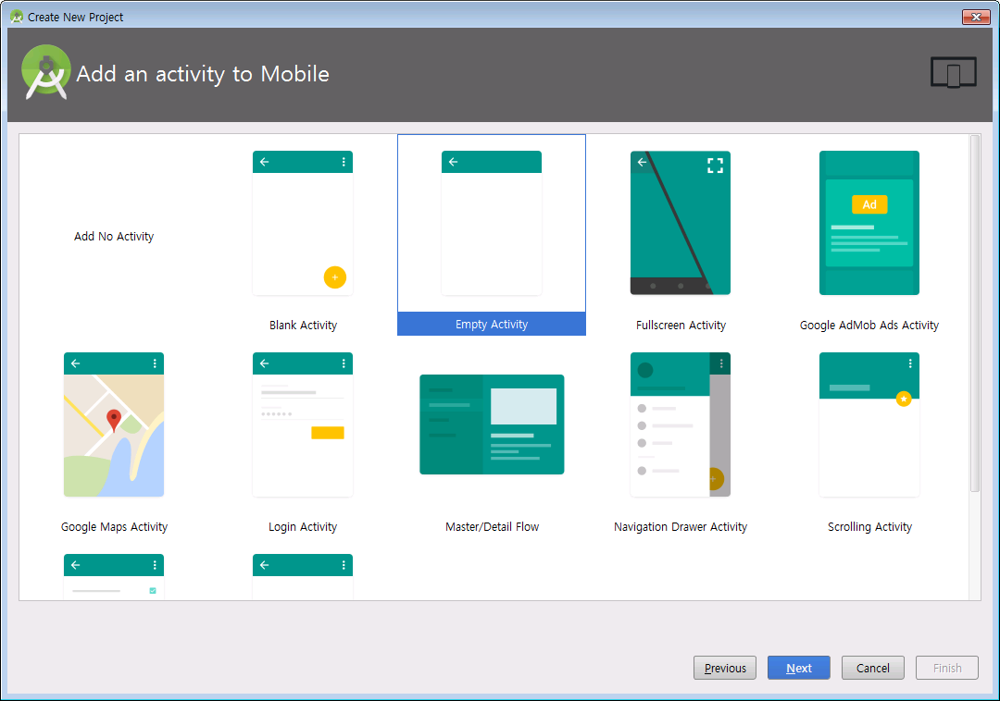 Create New Project
Add an activity to Mobile
Add No Activity
Blank Activity
Empty Activity
Fullscreen Activity
Ad
Google AdMob Ads Activity
Google Maps Activity
Login Activity
Master/Detail Flow
Navigation Drawer Activity
Scrolling Activity
Previous
Next
Cancel
Finish